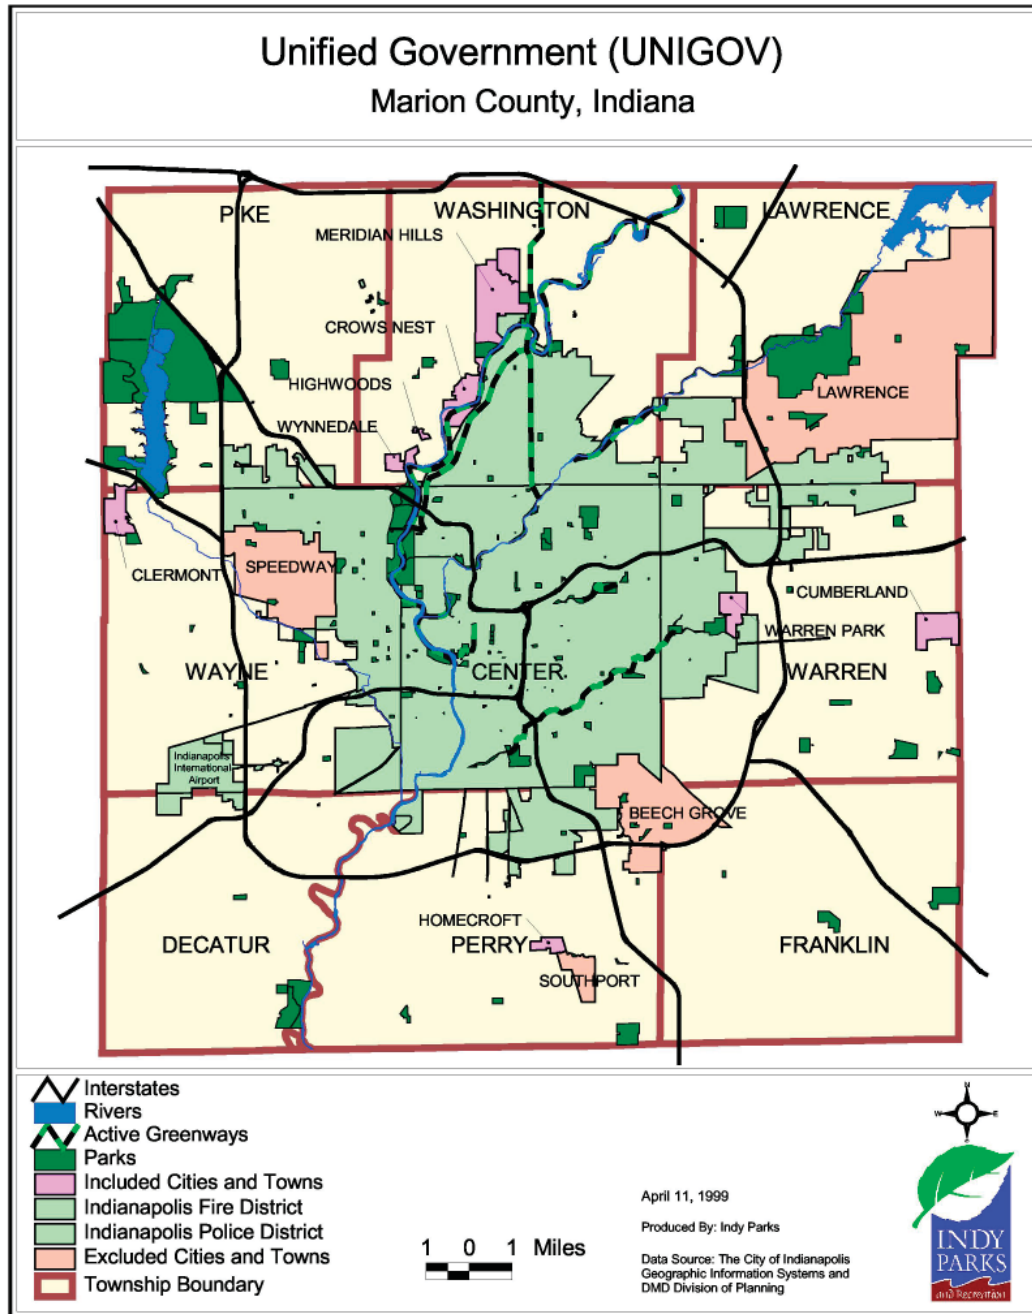 Unified Government (UNIGOV)
Marion County, Indiana
PIKE
WASHINGTON
LAWRENCE
MERIDIAN HILLS
CROWS NEST
HIGHWOODS
LAWRENCE
WYNNEDALE
CLERMONT
SPEEDWAY
CUMBERLAND
WARREN PARK
WAYNE
CENTER
WARREN
Indianapolis
International
Airport
BEECH GROVE
HOMECROFT
DECATUR
PERRY
FRANKLIN
SOUTHPORT
Interstates
Rivers
Active Greenways
Parks
Included Cities and Towns
Indianapolis Fire District
Indianapolis Police District
Excluded Cities and Towns
Township Boundary
1 0 1 Miles
April 11, 1999
Produced By: Indy Parks
Data Source: The City of Indianapolis
Geographic Information Systems and
DMD Division of Planning
N
W E
S
INDY
PARKS
and Recreation